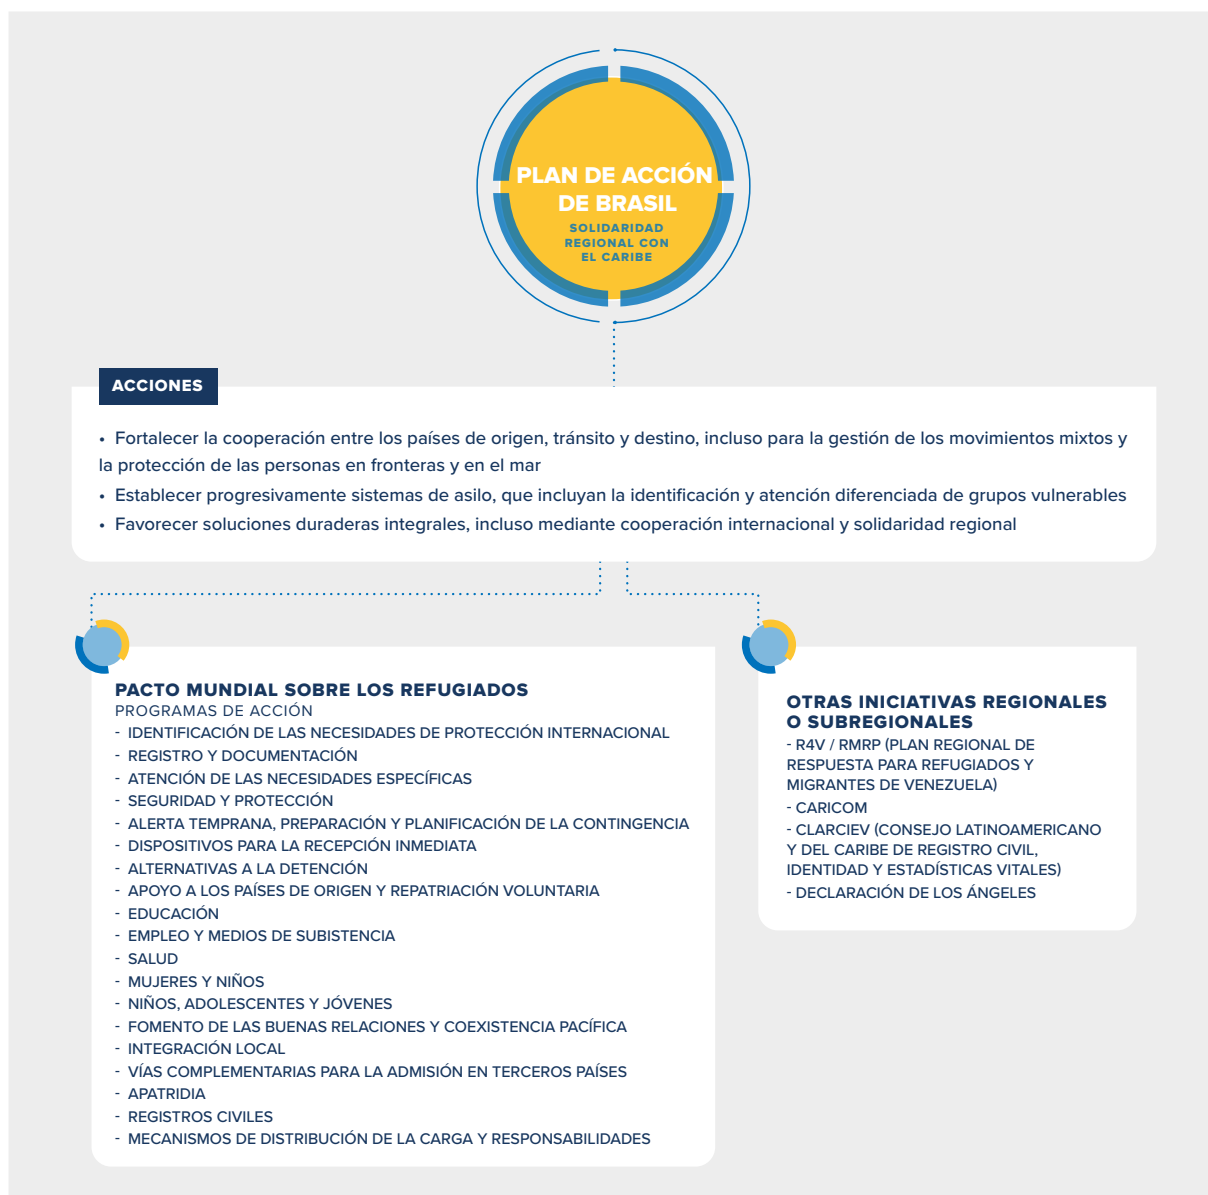 PLAN DE ACCIÓN
DE BRASIL
SOLIDARIDAD
REGIONAL CON
EL CARIBE
ACCIONES
• Fortalecer la cooperación entre los países de origen, tránsito y destino, incluso para la gestión de los movimientos mixtos y
la protección de las personas en fronteras y en el mar
• Establecer progresivamente sistemas de asilo, que incluyan la identificación y atención diferenciada de grupos vulnerables
• Favorecer soluciones duraderas integrales, incluso mediante cooperación internacional y solidaridad regional
PACTO MUNDIAL SOBRE LOS REFUGIADOS
PROGRAMAS DE ACCIÓN
- IDENTIFICACIÓN DE LAS NECESIDADES DE PROTECCIÓN INTERNACIONAL
- REGISTRO Y DOCUMENTACIÓN
- ATENCIÓN DE LAS NECESIDADES ESPECÍFICAS
- SEGURIDAD Y PROTECCIÓN
- ALERTA TEMPRANA, PREPARACIÓN Y PLANIFICACIÓN DE LA CONTINGENCIA
- DISPOSITIVOS PARA LA RECEPCIÓN INMEDIATA
- ALTERNATIVAS A LA DETENCIÓN
- APOYO A LOS PAÍSES DE ORIGEN Y REPATRIACIÓN VOLUNTARIA
- EDUCACIÓN
- EMPLEO Y MEDIOS DE SUBSISTENCIA
- SALUD
- MUJERES Y NIÑOS
- NIÑOS, ADOLESCENTES Y JÓVENES
- FOMENTO DE LAS BUENAS RELACIONES Y COEXISTENCIA PACÍFICA
- INTEGRACIÓN LOCAL
- VÍAS COMPLEMENTARIAS PARA LA ADMISIÓN EN TERCEROS PAÍSES
- APATRIDIA
- REGISTROS CIVILES
- MECANISMOS DE DISTRIBUCIÓN DE LA CARGA Y RESPONSABILIDADES
OTRAS INICIATIVAS REGIONALES
O SUBREGIONALES
- R4V / RMRP (PLAN REGIONAL DE
RESPUESTA PARA REFUGIADOS Y
MIGRANTES DE VENEZUELA)
- CARICOM
- CLARCIEV (CONSEJO LATINOAMERICANO
Y DEL CARIBE DE REGISTRO CIVIL,
IDENTIDAD Y ESTADÍSTICAS VITALES)
- DECLARACIÓN DE LOS ÁNGELES